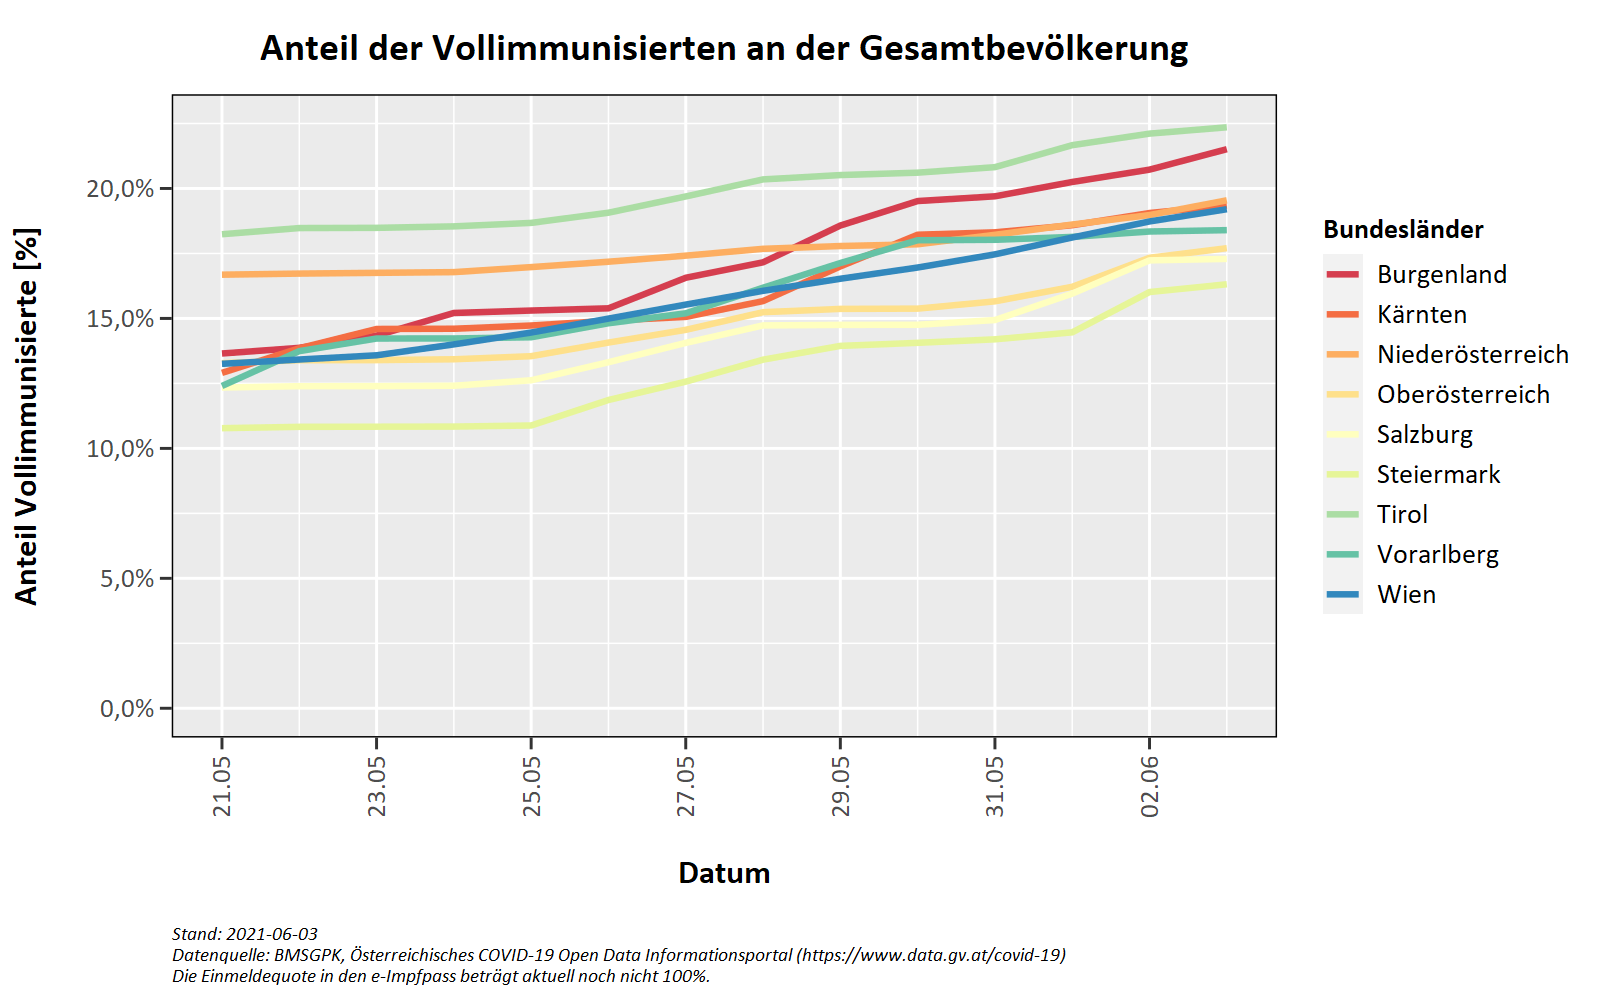 Anteil der Vollimmunisierten an der Gesamtbevölkerung
Anteil Vollimmunisierte [%]
20,0%
15,0%
10,0%
5,0%
0,0%
21.05
23.05
25.05
27.05
29.05
31.05
02.06
Datum
Bundesländer
Burgenland
Kärnten
Niederösterreich
Oberösterreich
Salzburg
Steiermark
Tirol
Vorarlberg
Wien
Stand: 2021-06-03
Datenquelle: BMSGPK, Österreichisches COVID-19 Open Data Informationsportal (https://www.data.gv.at/covid-19)
Die Einmeldequote in den e-Impfpass beträgt aktuell noch nicht 100%.